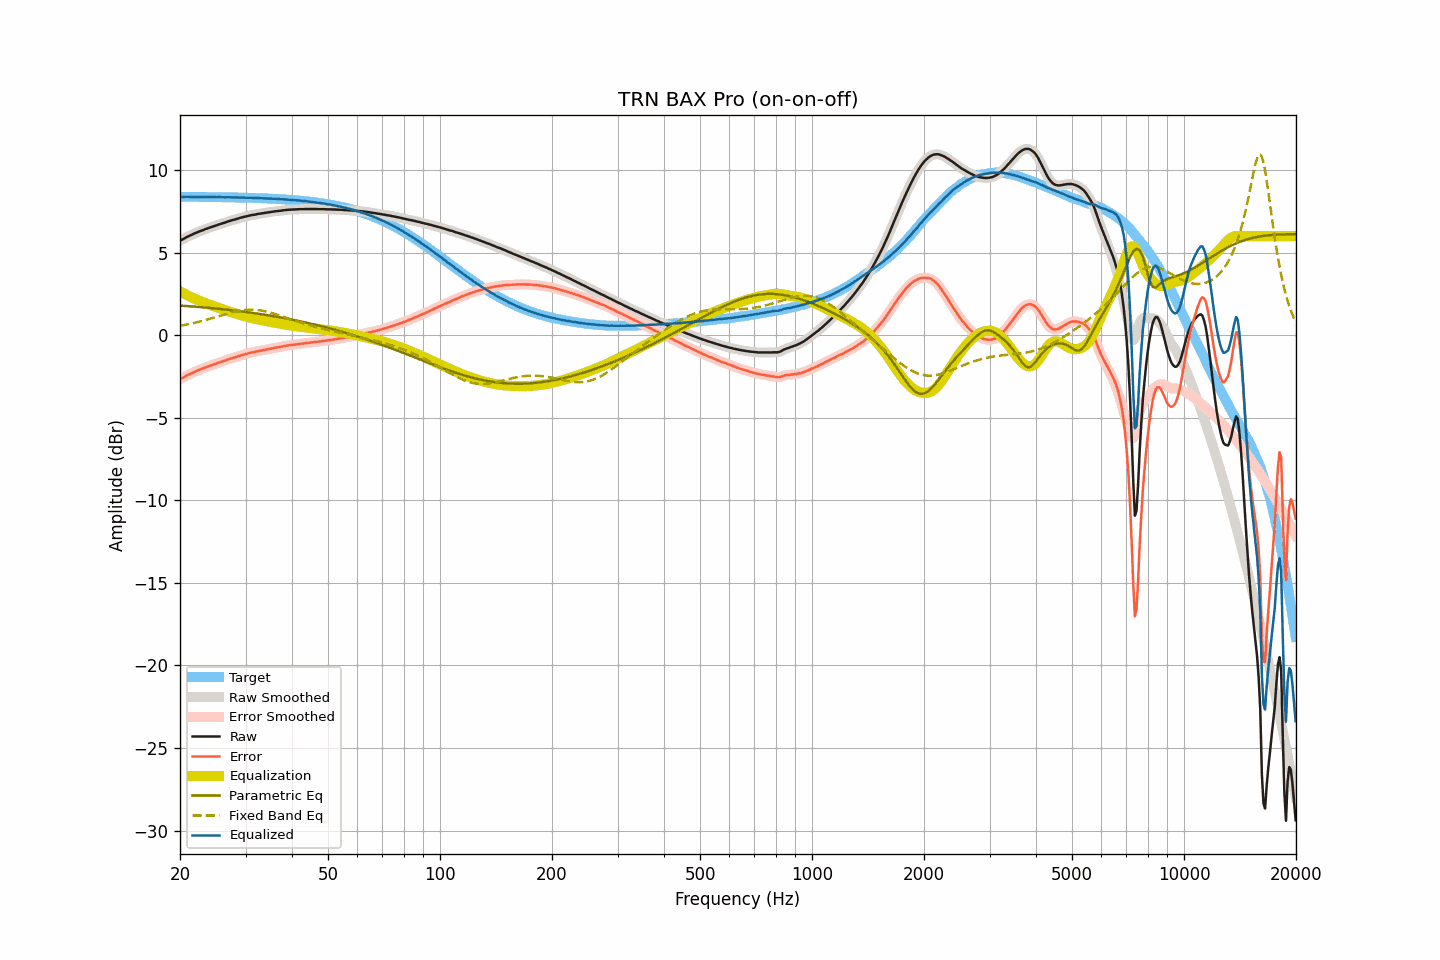 TRN BAX Pro (on-on-off)
10
5
0
−5
−10
−15
−20
−25
−30
Amplitude (dBr)
Target
Raw Smoothed
Error Smoothed
Raw
Error
Equalization
Parametric Eq
Fixed Band Eq
Equalized
20 50 100 200 500 1000 2000 5000 10000 20000
Frequency (Hz)